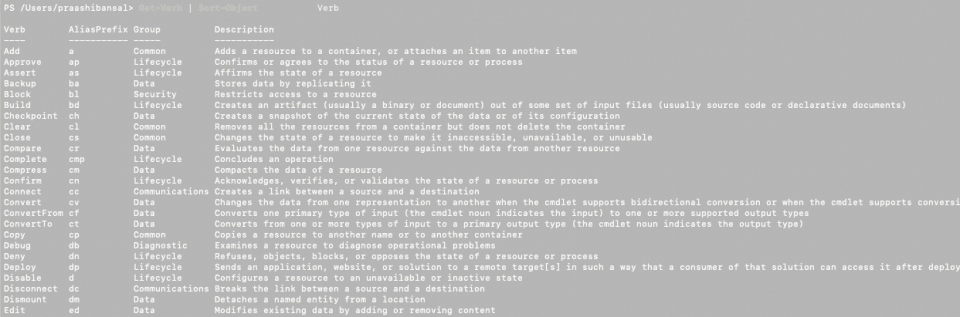 PS /Users/praashibansal> Get-Verb | Sort-Object Verb
Verb AliasPrefix Group Description
---- ----------- ----- -----------
Add a Common Adds a resource to a container, or attaches an item to another item
Approve ap Lifecycle Confirms or agrees to the status of a resource or process
Assert as Lifecycle Affirms the state of a resource
Backup ba Data Stores data by replicating it
Block bl Security Restricts access to a resource
Build bd Lifecycle Creates an artifact (usually a binary or document) out of some set of input files (usually source code or declarative documents)
Checkpoint ch Data Creates a snapshot of the current state of the data or of its configuration
Clear cl Common Removes all the resources from a container but does not delete the container
Close cs Common Changes the state of a resource to make it inaccessible, unavailable, or unusable
Compare cr Data Evaluates the data from one resource against the data from another resource
Complete cmp Lifecycle Concludes an operation
Compress cm Data Compacts the data of a resource
Confirm cn Lifecycle Acknowledges, verifies, or validates the state of a resource or process
Connect cc Communications Creates a link between a source and a destination
Convert cv Data Changes the data from one representation to another when the cmdlet supports bidirectional conversion or when the cmdlet supports conversi
ConvertFrom cf Data Converts one primary type of input (the cmdlet noun indicates the input) to one or more supported output types
ConvertTo ct Data Converts from one or more types of input to a primary output type (the cmdlet noun indicates the output type)
Copy cp Common Copies a resource to another name or to another container
Debug db Diagnostic Examines a resource to diagnose operational problems
Deny dn Lifecycle Refuses, objects, blocks, or opposes the state of a resource or process
Deploy dp Lifecycle Sends an application, website, or solution to a remote target[s] in such a way that a consumer of that solution can access it after deploy
Disable d Lifecycle Configures a resource to an unavailable or inactive state
Disconnect dc Communications Breaks the link between a source and a destination
Dismount dm Data Detaches a named entity from a location
Edit ed Data Modifies existing data by adding or removing content